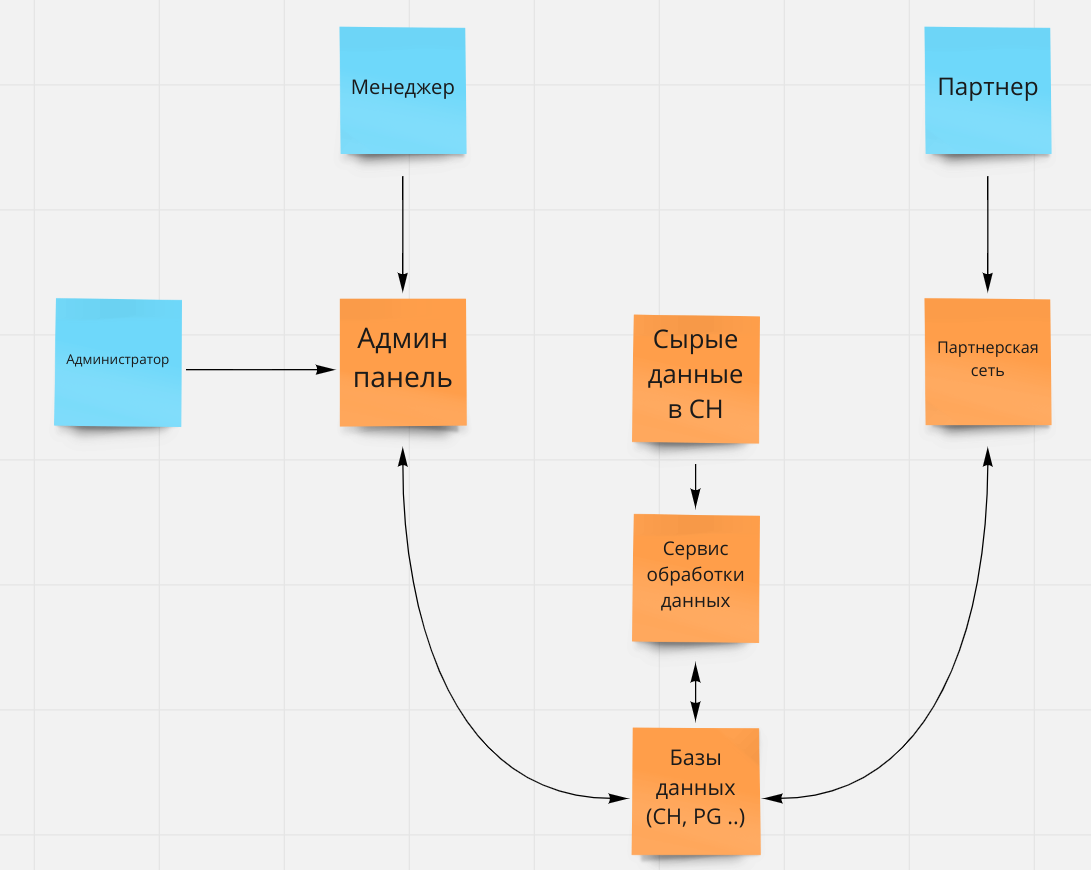 Менеджер
Партнер
Администратор
Админ
панель
Сырые
данные
в CH
Партнерская
сеть
Сервис
обработки
данных
Базы
данных
(CH, PG ..)